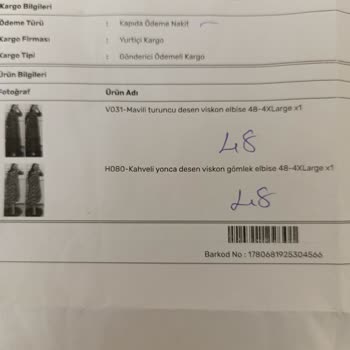 Kargo Bilgileri
Ödeme Türü : Kapıda Ödeme Nakit
Kargo Firması : Yurtiçi Kargo
Kargo Tipi : Gönderici Ödemeli Kargo
Ürün Bilgileri
Fotoğraf Ürün Adı
V031-Mavili turuncu desen viskon elbise 48-4XLarge x1
48
H080-Kahveli yonca desen viskon gömlek elbise 48-4XLarge x1
48
Barkod No : 1780681925304566